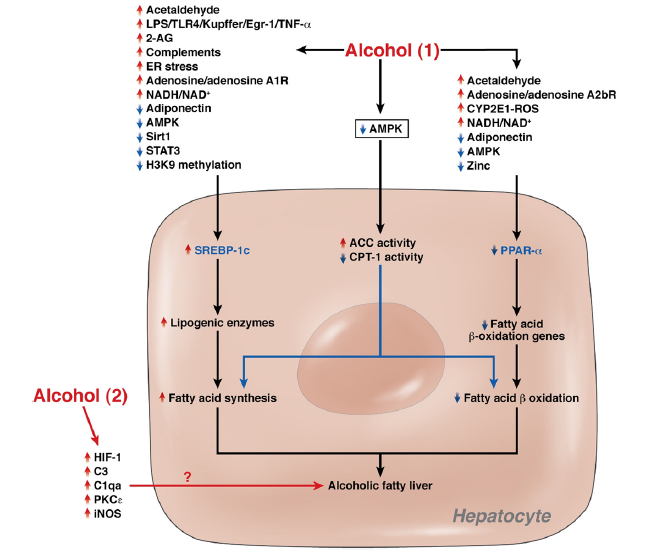 Acetaldehyde
LPS/TLR4/Kupffer/Egr-1/TNF-α
2-AG
Complements
ER stress
Adenosine/adenosine A1R
NADH/NAD⁺
Adiponectin
AMPK
Sirt1
STAT3
H3K9 methylation
Alcohol (1)
AMPK
Acetaldehyde
Adenosine/adenosine A2bR
CYP2E1-ROS
NADH/NAD⁺
Adiponectin
AMPK
Zinc
SREBP-1c
ACC activity
CPT-1 activity
PPAR-α
Lipogenic enzymes
Fatty acid
β-oxidation genes
Fatty acid synthesis
Fatty acid β oxidation
Alcohol (2)
HIF-1
C3
C1qa
PKCε
iNOS
?
Alcoholic fatty liver
Hepatocyte